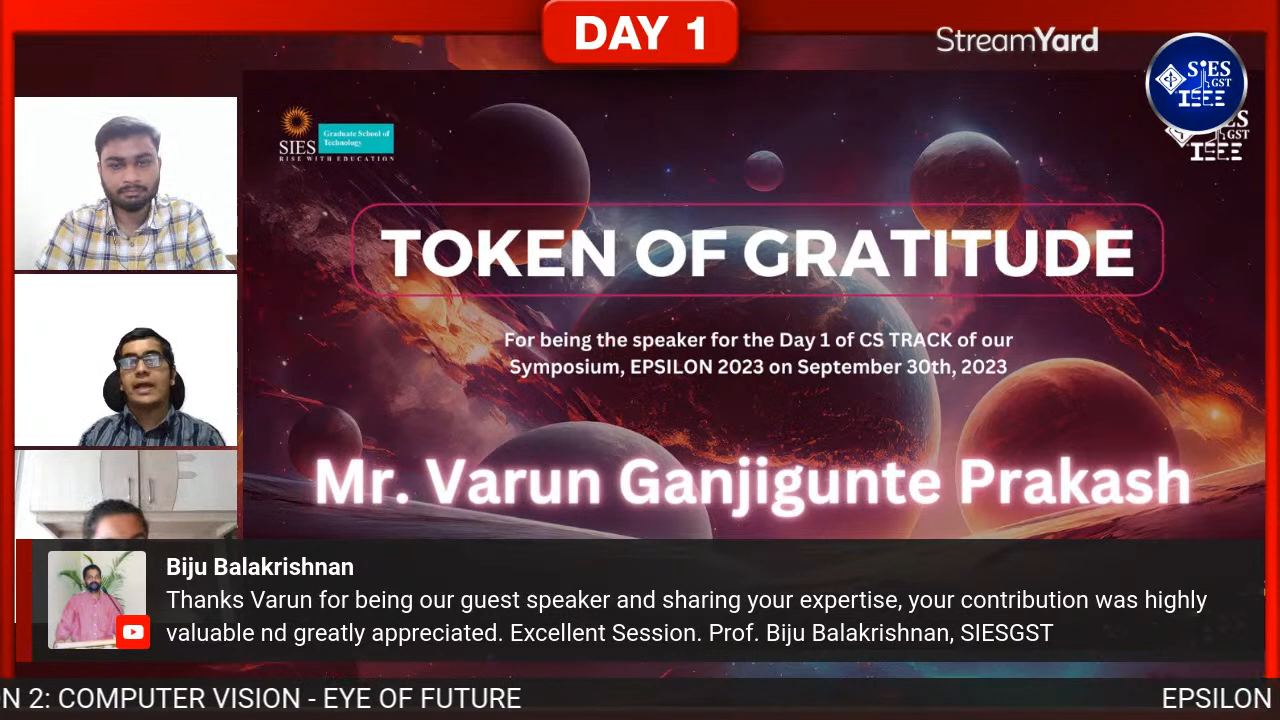 DAY 1
StreamYard
SIES
GST
IEEE
ES
GST
IEEE
SIES
Graduate School of
Technology
RISE WITH EDUCATION
TOKEN OF GRATITUDE
For being the speaker for the Day 1 of CS TRACK of our
Symposium, EPSILON 2023 on September 30th, 2023
Mr. Varun Ganjigunte Prakash
Biju Balakrishnan
Thanks Varun for being our guest speaker and sharing your expertise, your contribution was highly
valuable nd greatly appreciated. Excellent Session. Prof. Biju Balakrishnan, SIESGST
N 2: COMPUTER VISION - EYE OF FUTURE
EPSILON